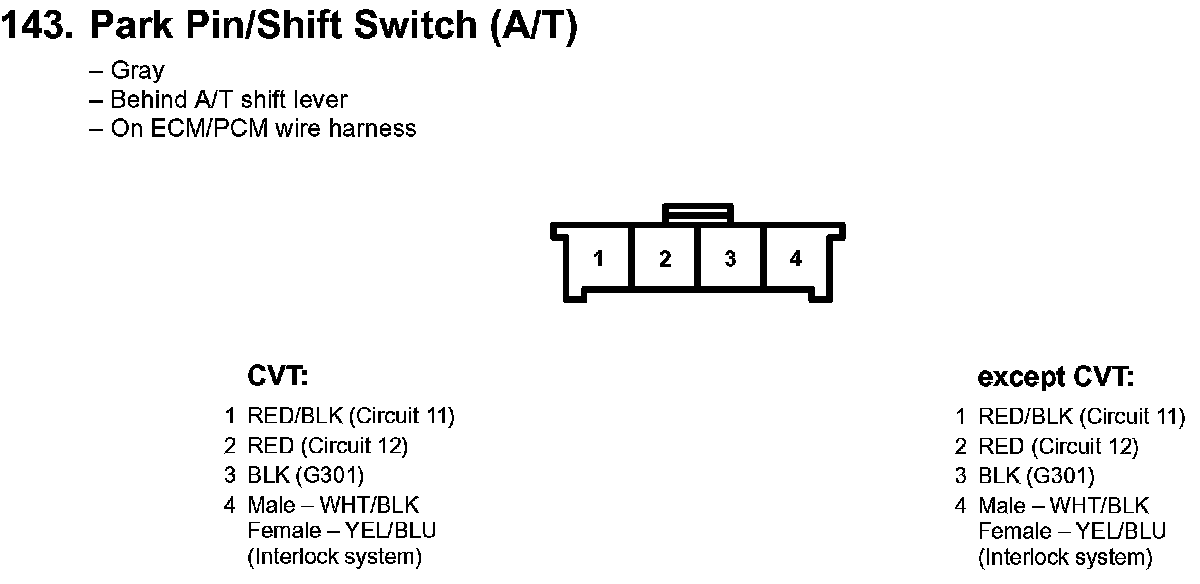 143. Park Pin/Shift Switch (A/T)
– Gray
– Behind A/T shift lever
– On ECM/PCM wire harness
1 2 3 4
CVT:
1 RED/BLK (Circuit 11)
2 RED (Circuit 12)
3 BLK (G301)
4 Male – WHT/BLK
Female – YEL/BLU
(Interlock system)
except CVT:
1 RED/BLK (Circuit 11)
2 RED (Circuit 12)
3 BLK (G301)
4 Male – WHT/BLK
Female – YEL/BLU
(Interlock system)